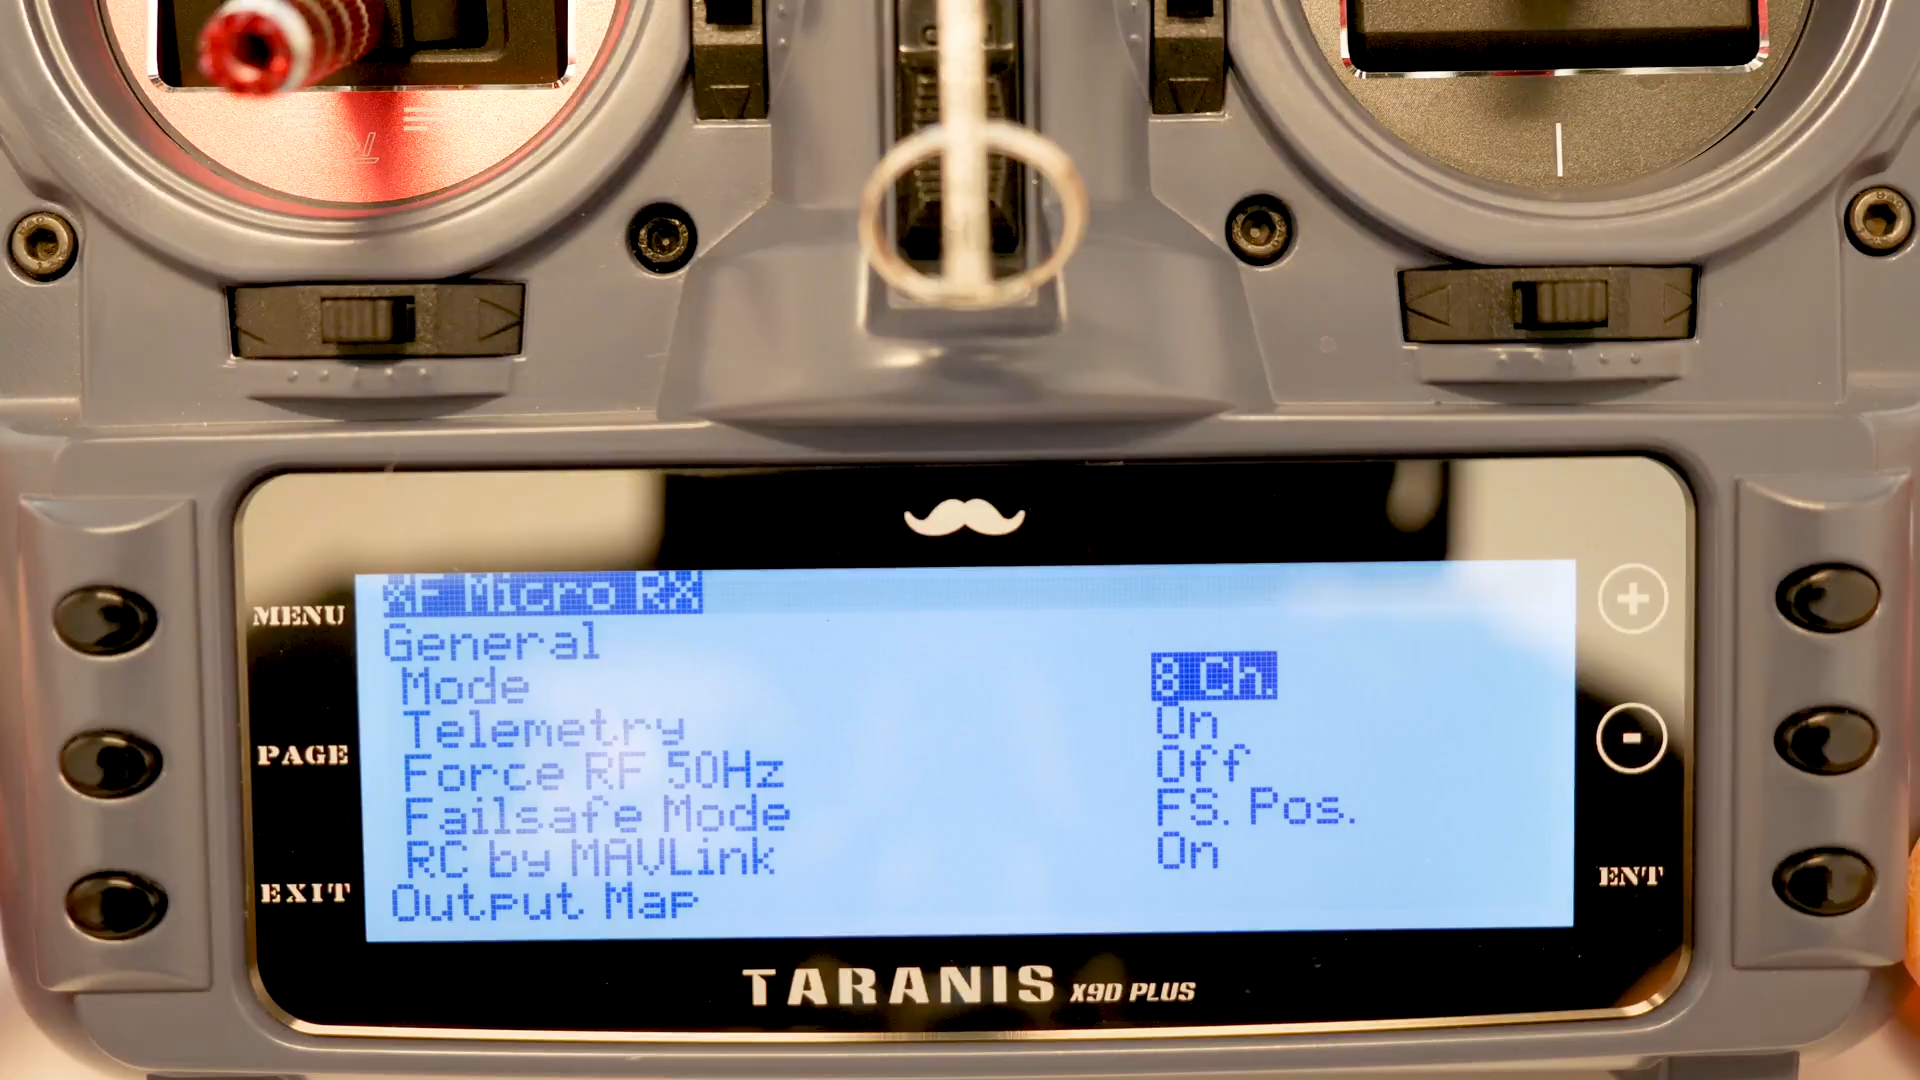 XF Micro RX
General
Mode 8 Ch.
Telemetry On
Force RF 50Hz Off
Failsafe Mode FS. Pos.
RC by MAVLink On
Output Map
MENU
PAGE
EXIT
+
-
ENT
TARANIS X9D PLUS